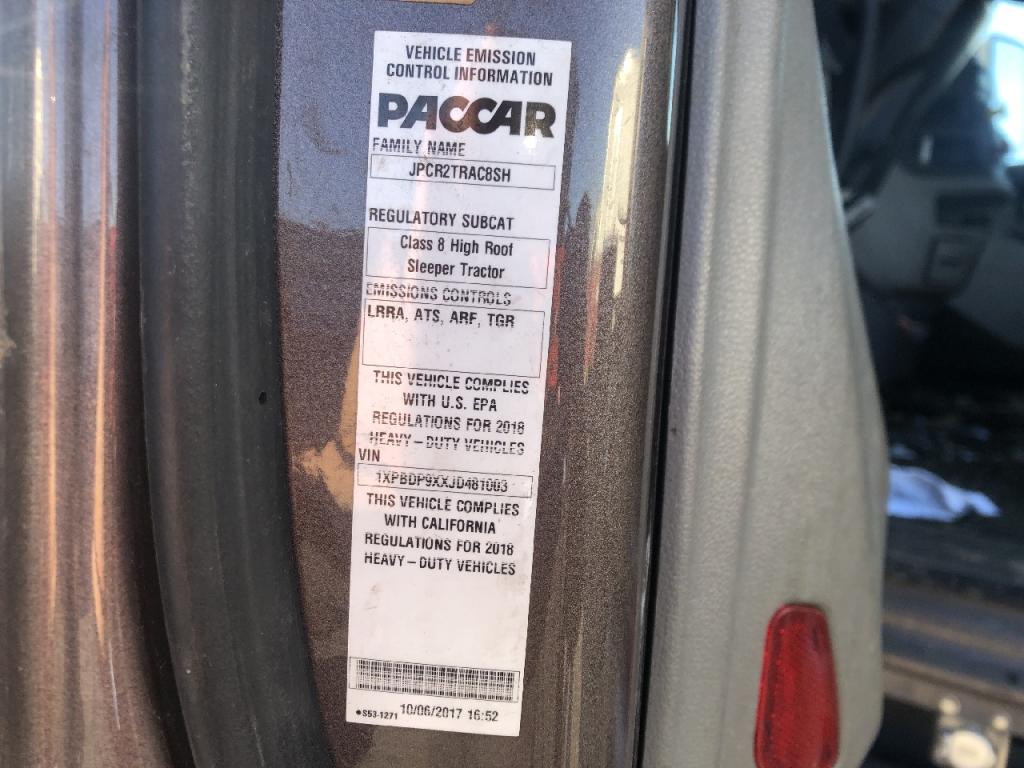 VEHICLE EMISSION
CONTROL INFORMATION
PACCAR
FAMILY NAME
JPCR2TRAC8SH
REGULATORY SUBCAT
Class 8 High Roof
Sleeper Tractor
EMISSIONS CONTROLS
LRRA, ATS, ARF, TGR
THIS VEHICLE COMPLIES
WITH U.S. EPA
REGULATIONS FOR 2018
HEAVY-DUTY VEHICLES
VIN
1XPBDP9XXJD481003
THIS VEHICLE COMPLIES
WITH CALIFORNIA
REGULATIONS FOR 2018
HEAVY-DUTY VEHICLES
•S53-1271 10/06/2017 16:52